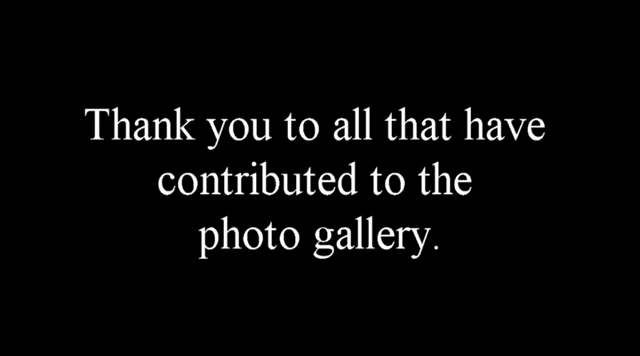 Thank you to all that have
contributed to the
photo gallery.